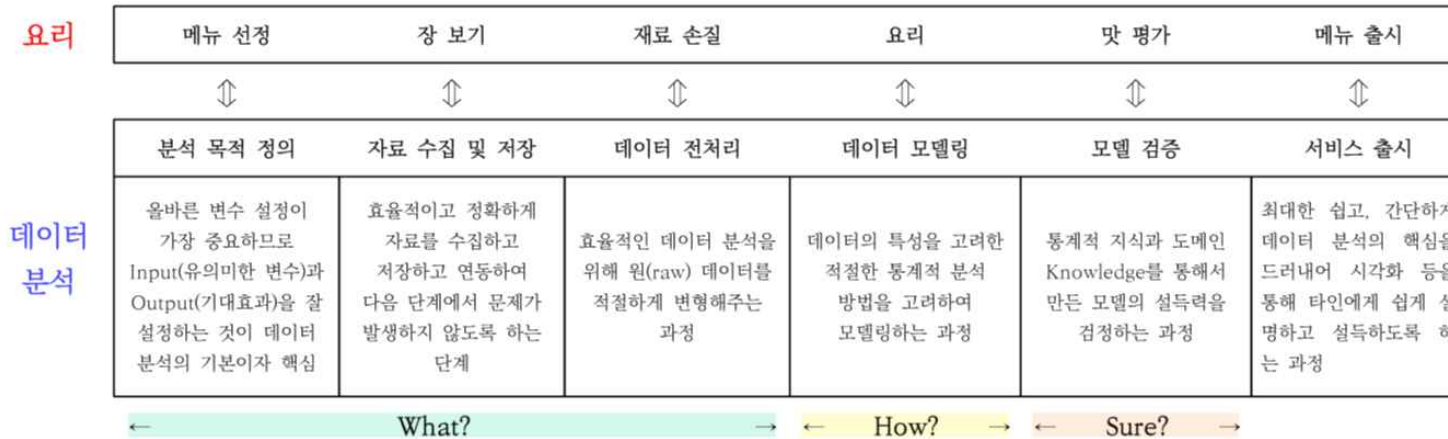 요리
메뉴 선정
장 보기
재료 손질
요리
맛 평가
메뉴 출시
데이터
분석
분석 목적 정의
자료 수집 및 저장
데이터 전처리
데이터 모델링
모델 검증
서비스 출시
올바른 변수 설정이
가장 중요하므로
Input(유의미한 변수)과
Output(기대효과)을 잘
설정하는 것이 데이터
분석의 기본이자 핵심
효율적이고 정확하게
자료를 수집하고
저장하고 연동하여
다음 단계에서 문제가
발생하지 않도록 하는
단계
효율적인 데이터 분석을
위해 원(raw) 데이터를
적절하게 변형해주는
과정
데이터의 특성을 고려한
적절한 통계적 분석
방법을 고려하여
모델링하는 과정
통계적 지식과 도메인
Knowledge를 통해서
만든 모델의 설득력을
검정하는 과정
최대한 쉽고, 간단하게
데이터 분석의 핵심을
드러내어 시각화 등을
통해 타인에게 쉽게 설
명하고 설득하도록 하
는 과정
← What? →
← How? →
← Sure? →